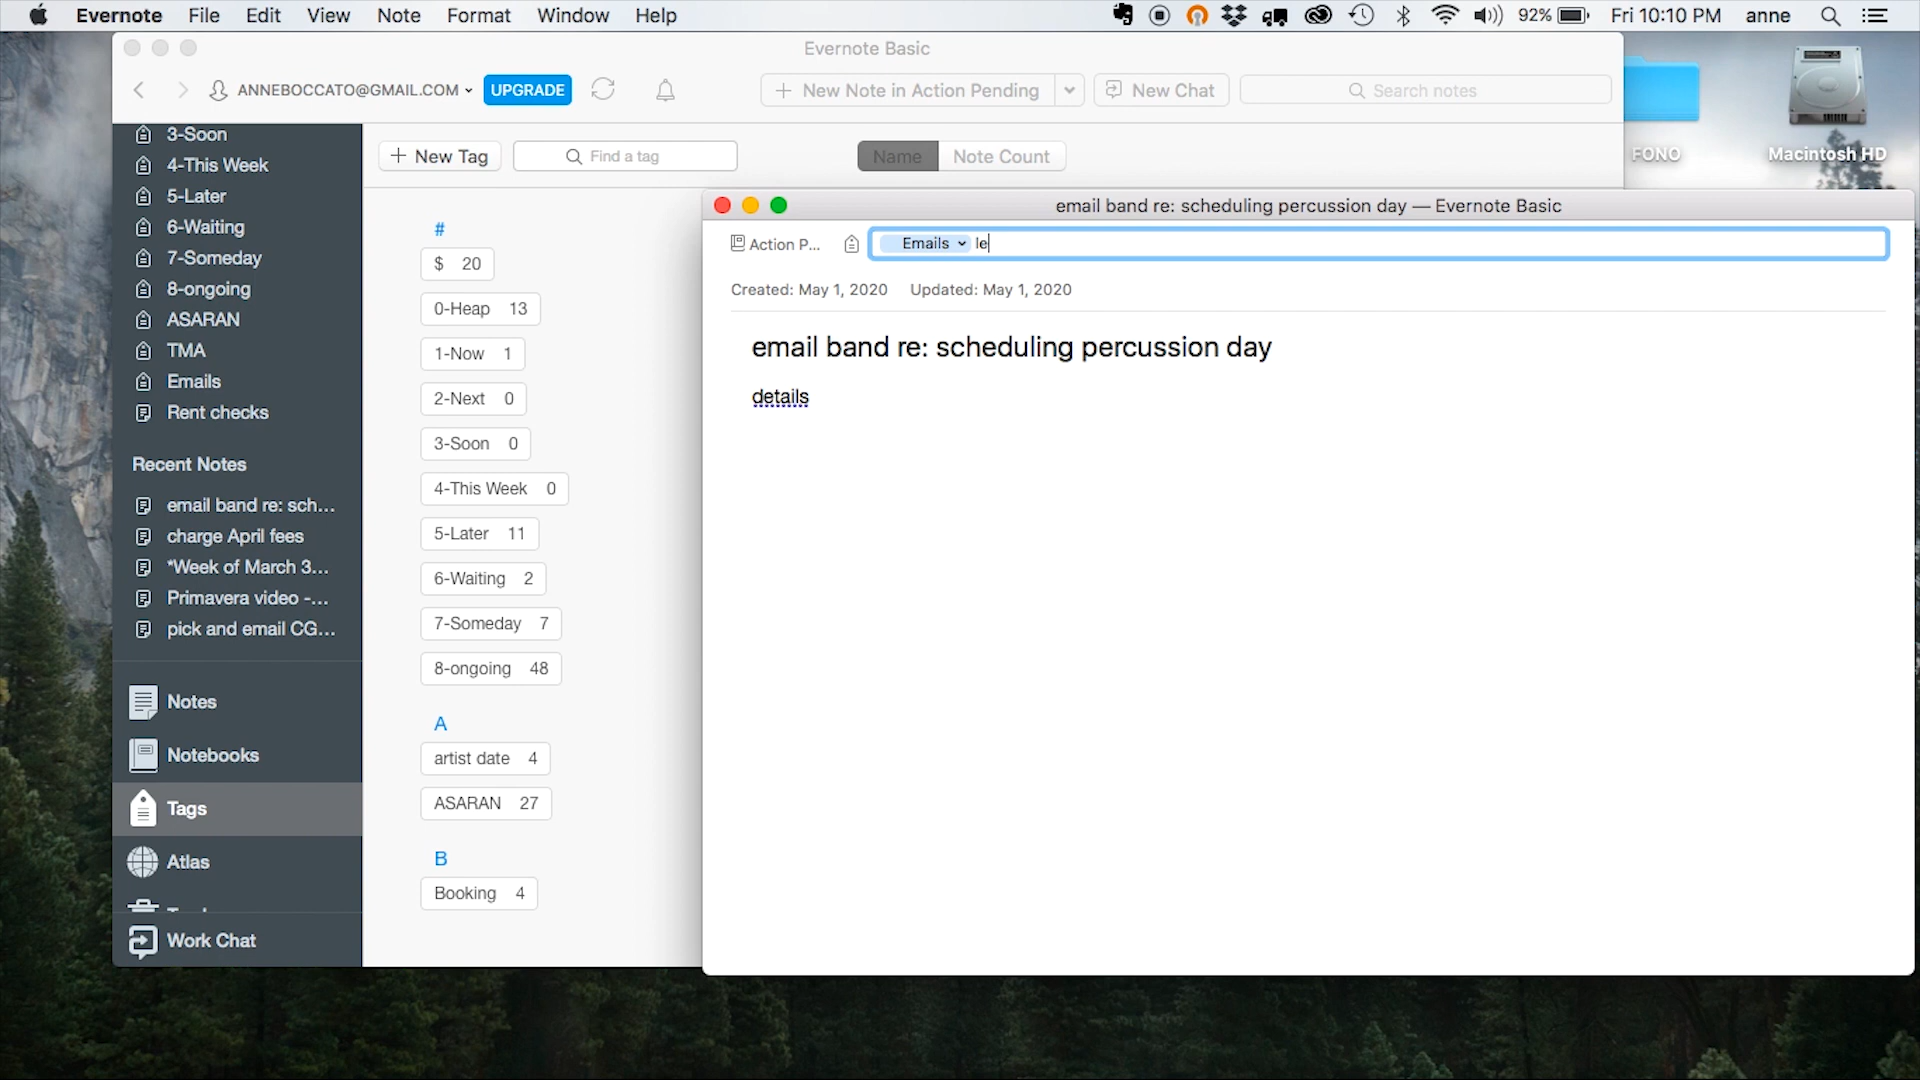 Evernote File Edit View Note Format Window Help 92% Fri 10:10 PM anne
Evernote Basic
ANNEBOCCATO@GMAIL.COM UPGRADE + New Note in Action Pending New Chat Search notes
FONO
Macintosh HD
3-Soon
4-This Week
5-Later
6-Waiting
7-Someday
8-ongoing
ASARAN
TMA
Emails
Rent checks
Recent Notes
email band re: sch...
charge April fees
*Week of March 3...
Primavera video -...
pick and email CG...
Notes
Notebooks
Tags
Atlas
Work Chat
+ New Tag Find a tag Name Note Count
#
$ 20
0-Heap 13
1-Now 1
2-Next 0
3-Soon 0
4-This Week 0
5-Later 11
6-Waiting 2
7-Someday 7
8-ongoing 48
A
artist date 4
ASARAN 27
B
Booking 4
email band re: scheduling percussion day — Evernote Basic
Action P... Emails le
Created: May 1, 2020 Updated: May 1, 2020
email band re: scheduling percussion day
details